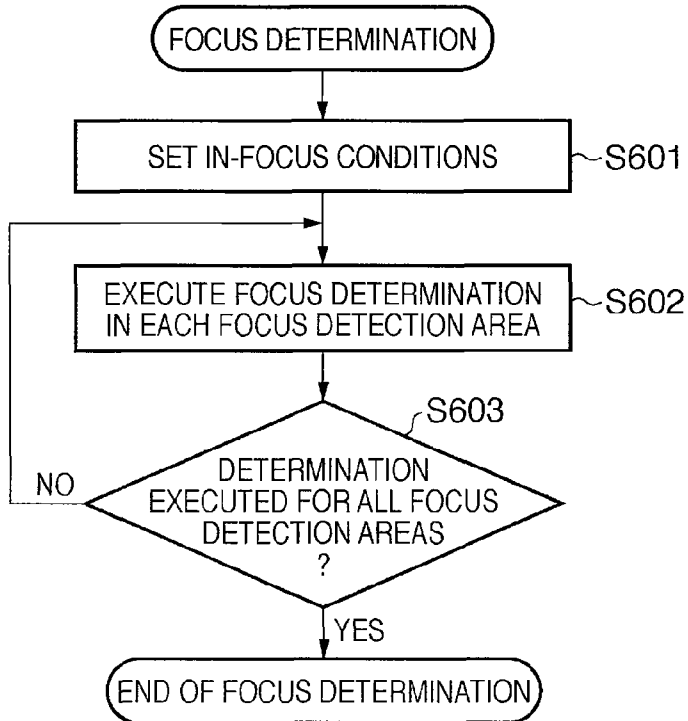 FOCUS DETERMINATION
SET IN-FOCUS CONDITIONS
S601
EXECUTE FOCUS DETERMINATION
IN EACH FOCUS DETECTION AREA
S602
S603
DETERMINATION
EXECUTED FOR ALL FOCUS
DETECTION AREAS
?
NO
YES
END OF FOCUS DETERMINATION